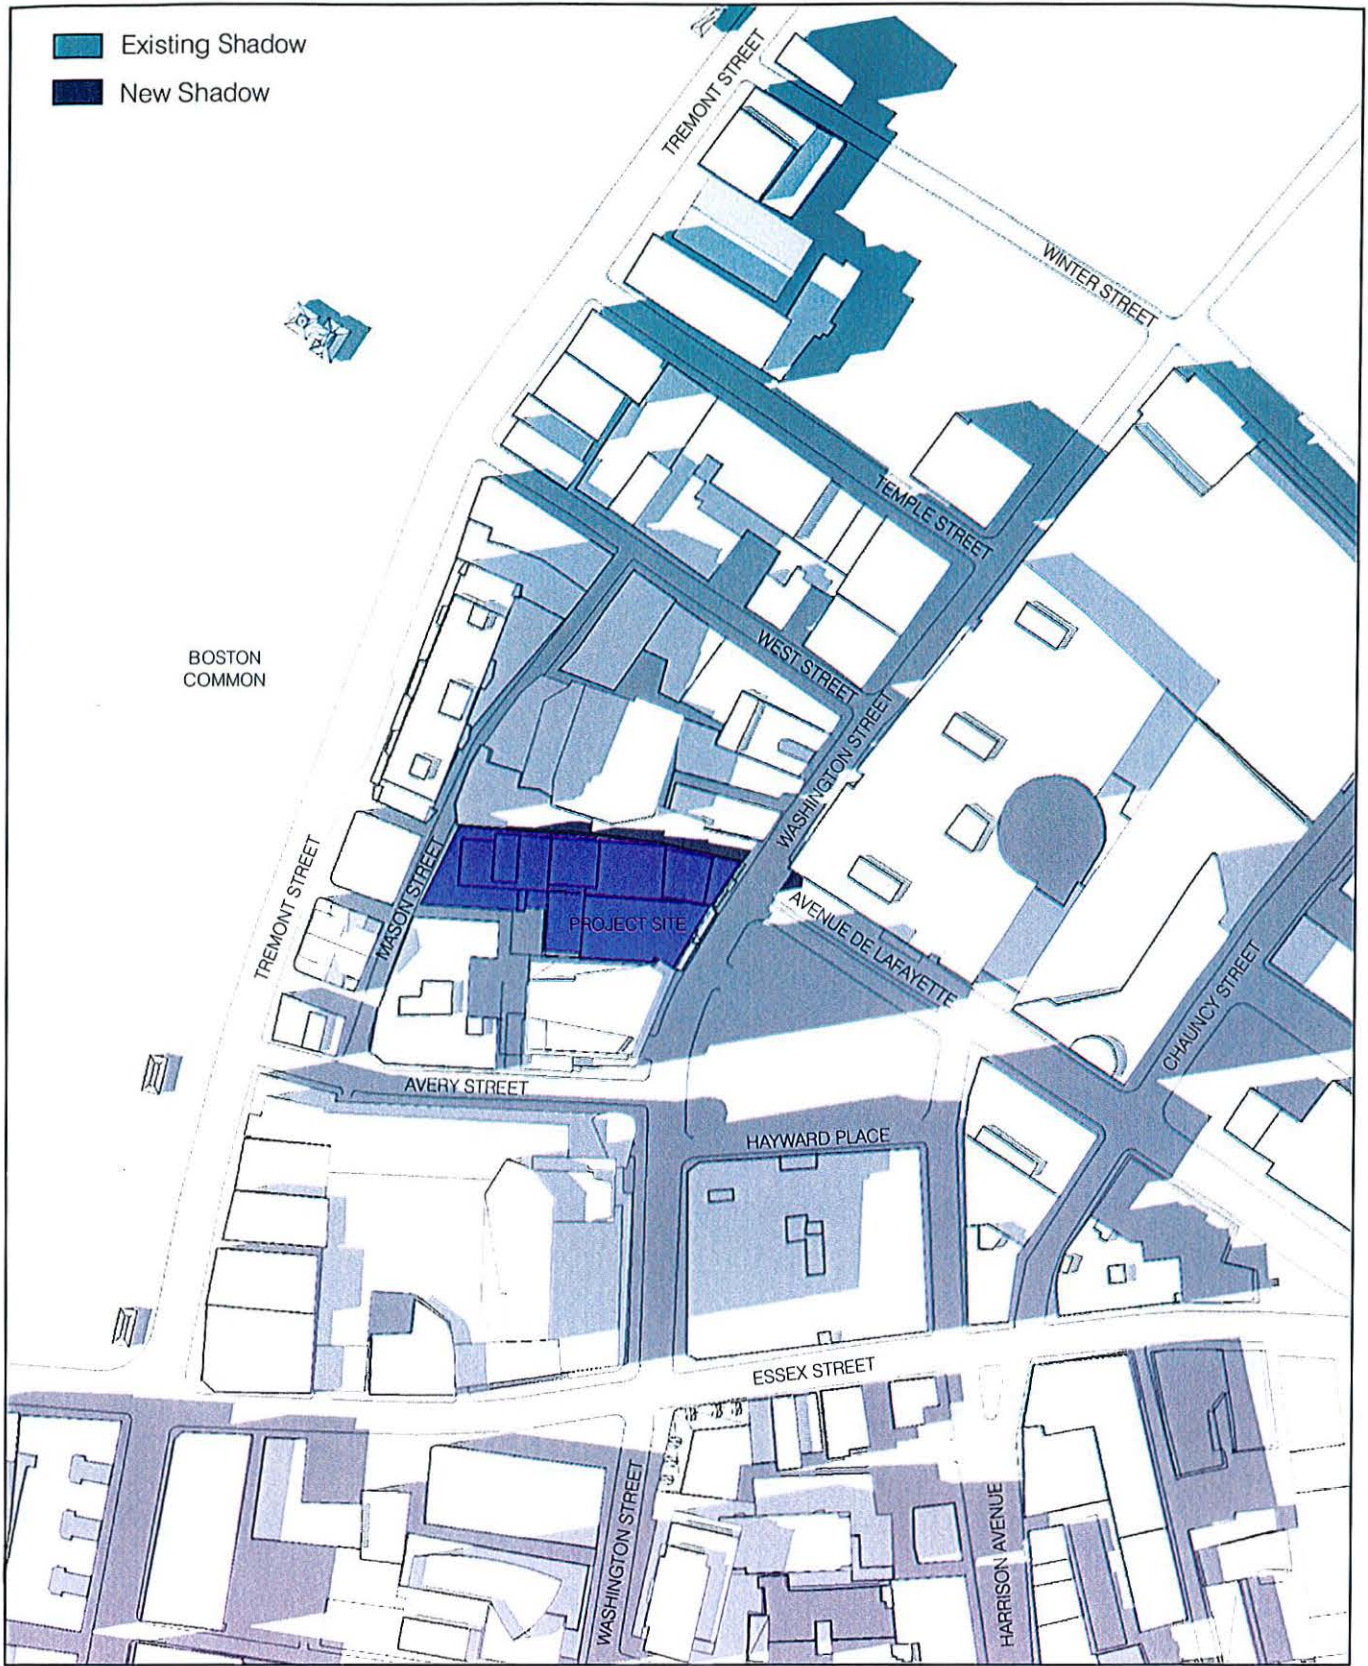 Existing Shadow
New Shadow
TREMONT STREET
WINTER STREET
TEMPLE STREET
BOSTON
COMMON
WEST STREET
WASHINGTON STREET
TREMONT STREET
MASON STREET
PROJECT SITE
AVENUE DE LAFAYETTE
CHAUNCY STREET
AVERY STREET
HAYWARD PLACE
ESSEX STREET
WASHINGTON STREET
HARRISON AVENUE